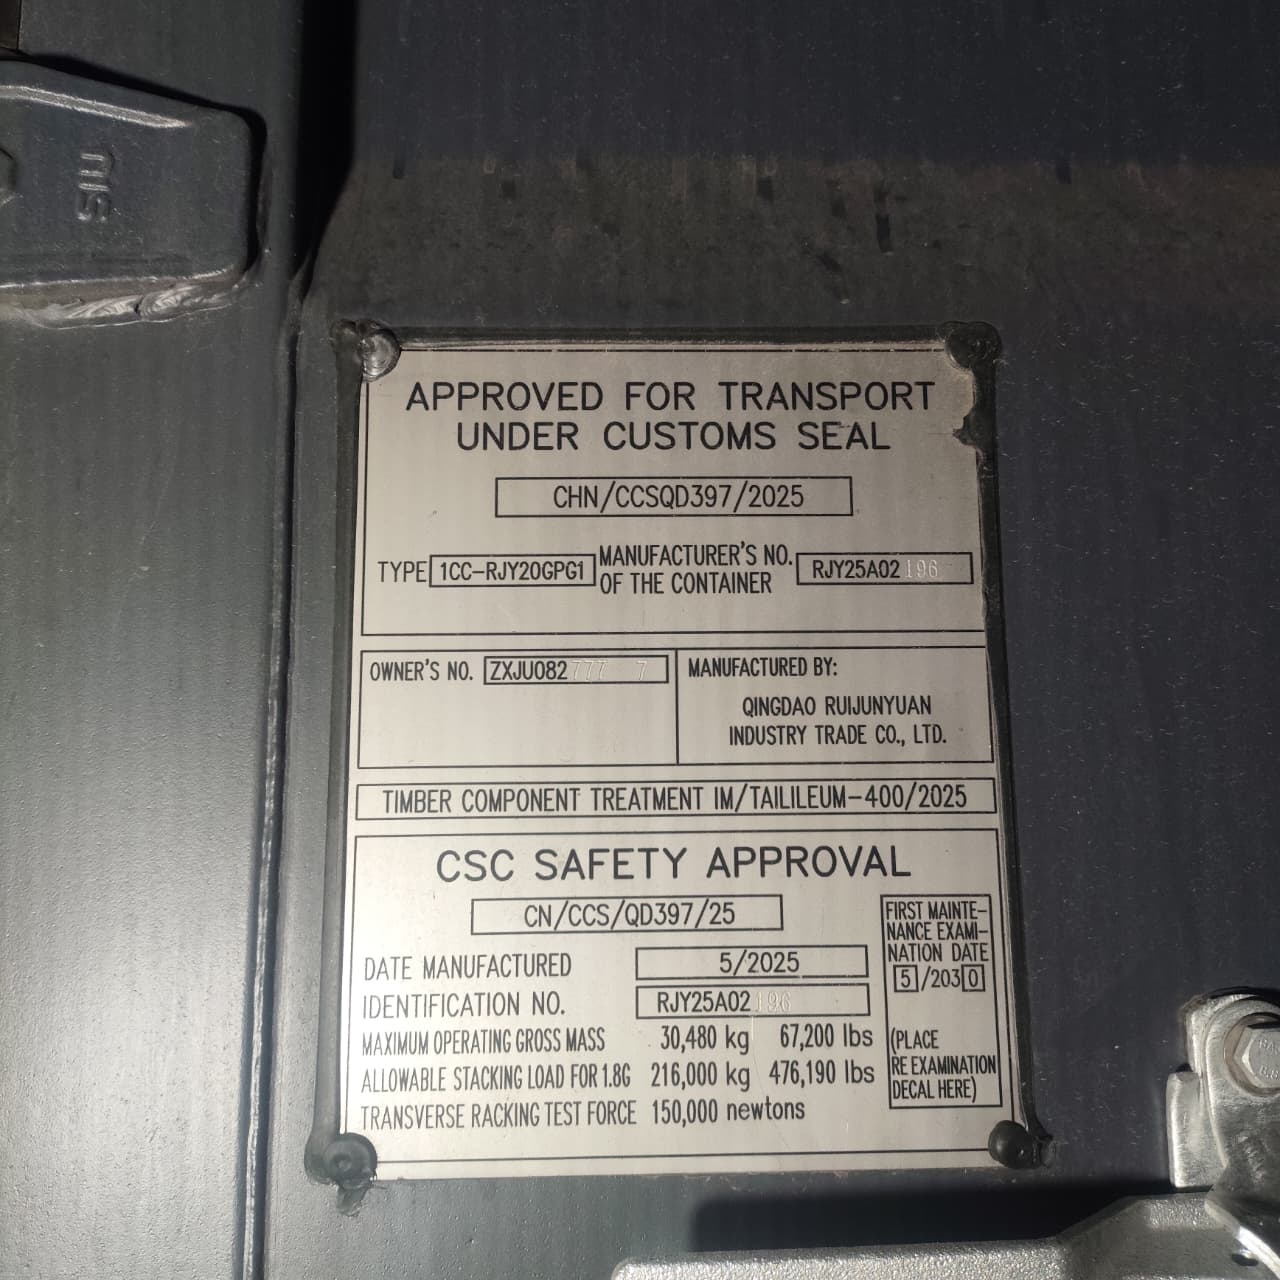 SIII
APPROVED FOR TRANSPORT
UNDER CUSTOMS SEAL
CHN/CCSQD397/2025
TYPE 1CC-RJY20GPG1 MANUFACTURER'S NO. OF THE CONTAINER RJY25A02196
OWNER'S NO. ZXJU082777 7
MANUFACTURED BY:
QINGDAO RUIJUNYUAN
INDUSTRY TRADE CO., LTD.
TIMBER COMPONENT TREATMENT IM/TAILILEUM-400/2025
CSC SAFETY APPROVAL
CN/CCS/QD397/25
DATE MANUFACTURED 5/2025
IDENTIFICATION NO. RJY25A02196
MAXIMUM OPERATING GROSS MASS 30,480 kg 67,200 lbs
ALLOWABLE STACKING LOAD FOR 1.8G 216,000 kg 476,190 lbs
TRANSVERSE RACKING TEST FORCE 150,000 newtons
FIRST MAINTE-
NANCE EXAMI-
NATION DATE
5/2030
(PLACE
RE EXAMINATION
DECAL HERE)